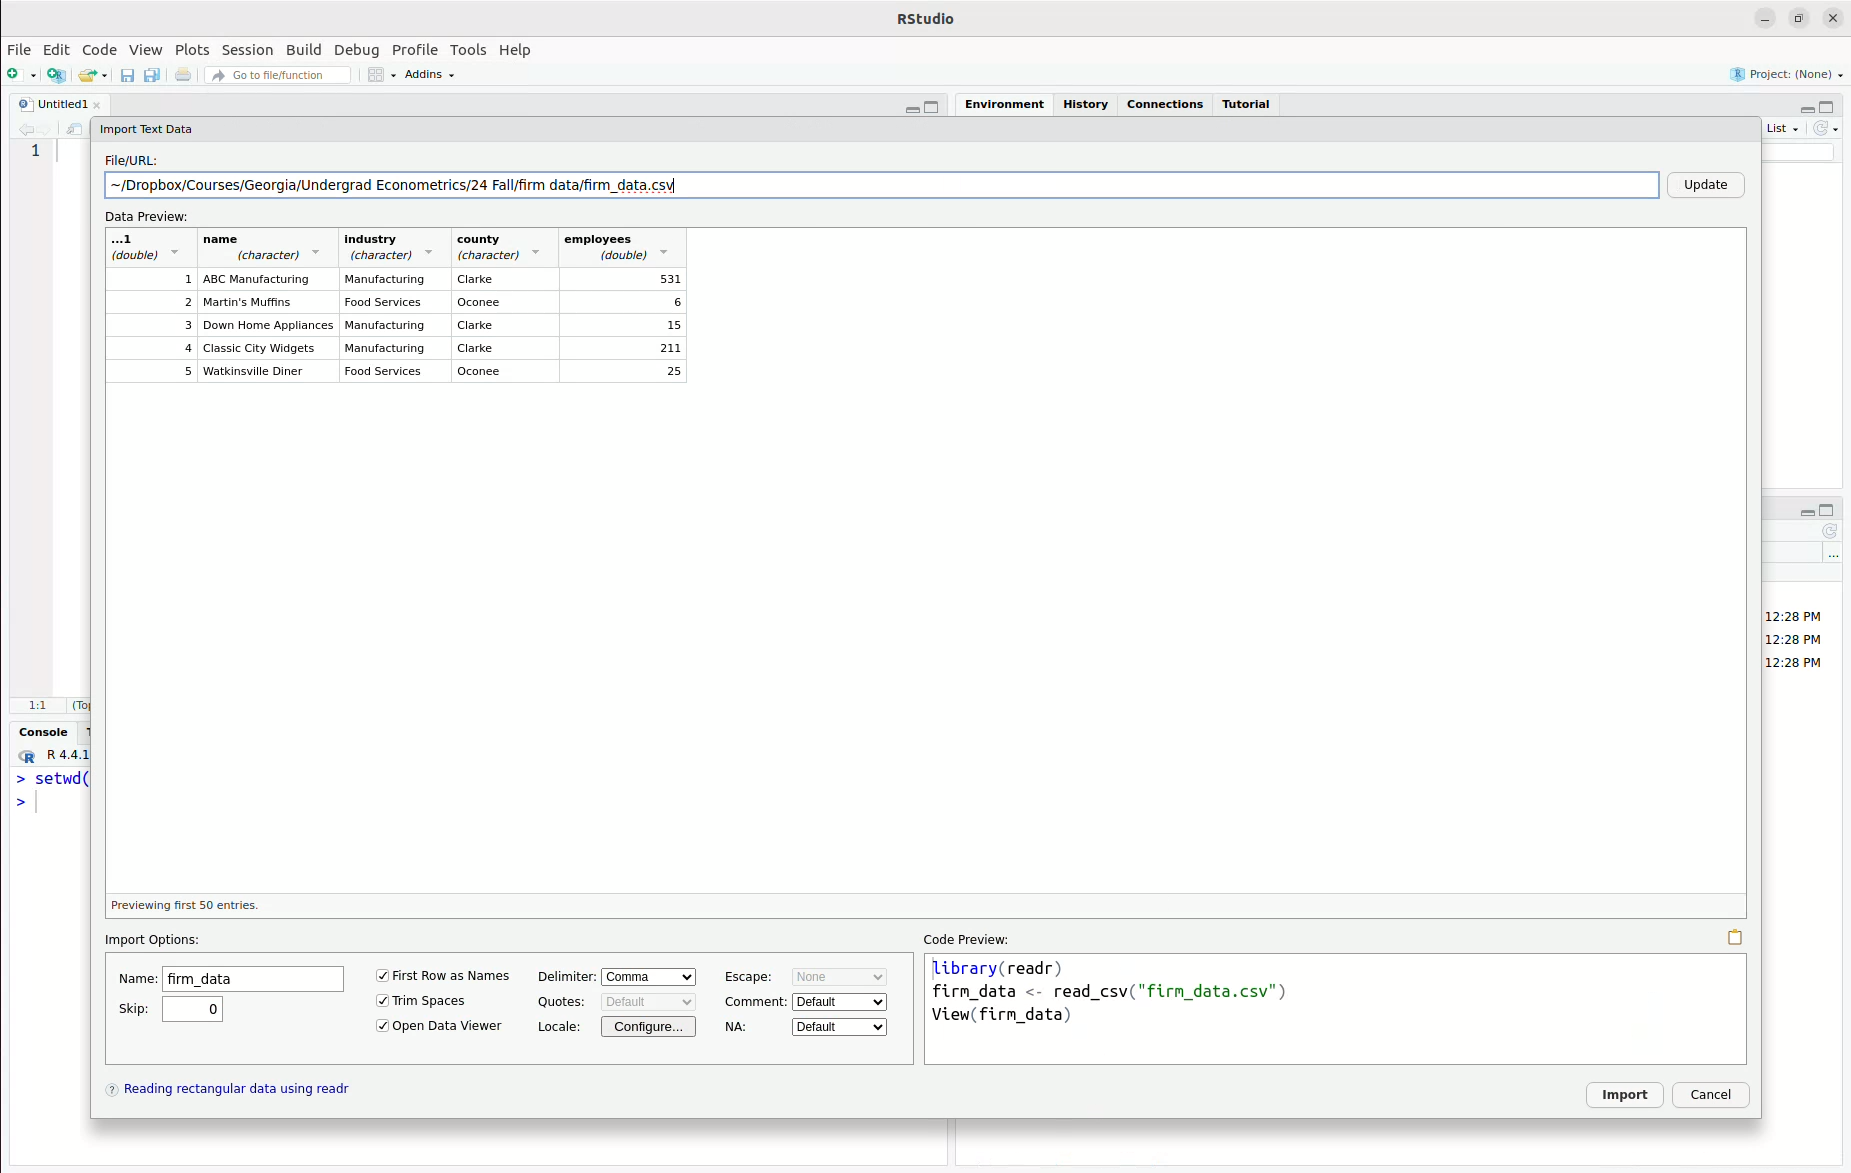 RStudio
File Edit Code View Plots Session Build Debug Profile Tools Help
Go to file/function Addins Project: (None)
Untitled1
Environment History Connections Tutorial
Import Text Data
List
1
File/URL:
~/Dropbox/Courses/Georgia/Undergrad Econometrics/24 Fall/firm data/firm_data.csv
Update
Data Preview:
...1 name industry county employees
(double) (character) (character) (character) (double)
1 ABC Manufacturing Manufacturing Clarke 531
2 Martin's Muffins Food Services Oconee 6
3 Down Home Appliances Manufacturing Clarke 15
4 Classic City Widgets Manufacturing Clarke 211
5 Watkinsville Diner Food Services Oconee 25
...
12:28 PM
12:28 PM
12:28 PM
1:1 (Top
Console T
R 4.4.1
> setwd(
>
Previewing first 50 entries.
Import Options:
Name: firm_data
Skip: 0
First Row as Names
Trim Spaces
Open Data Viewer
Delimiter: Comma
Quotes: Default
Locale: Configure...
Escape: None
Comment: Default
NA: Default
Code Preview:
library(readr)
firm_data <- read_csv("firm_data.csv")
View(firm_data)
? Reading rectangular data using readr
Import Cancel